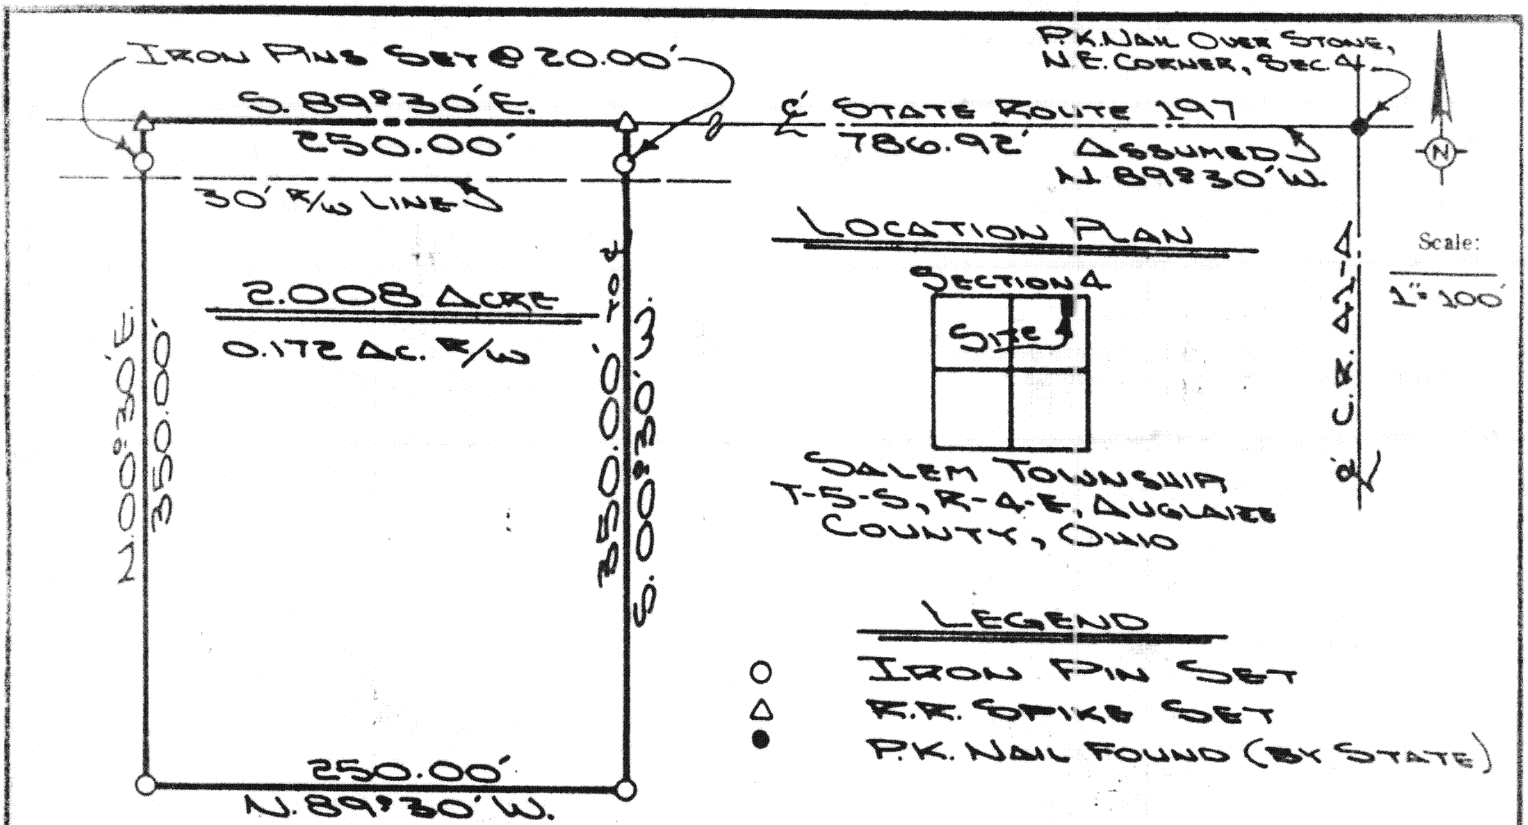 IRON PINS SET @ 20.00'
S. 89° 30' E.
250.00'
30' R/W LINE
2.008 ACRE
0.172 AC. R/W
N. 00° 30' E.
350.00'
350.00' TO ℄
S. 00° 30' W.
250.00'
N. 89° 30' W.
P.K. NAIL OVER STONE,
N.E. CORNER, SEC. 4
℄ STATE ROUTE 197
786.92'
ASSUMED
N 89° 30' W.
N
Scale:
1" = 100'
℄ C.R. 42-A
LOCATION PLAN
SECTION 4
SITE
SALEM TOWNSHIP
T-5-S, R-4-E, AUGLAIZE
COUNTY, OHIO
LEGEND
IRON PIN SET
R.R. SPIKE SET
P.K. NAIL FOUND (BY STATE)